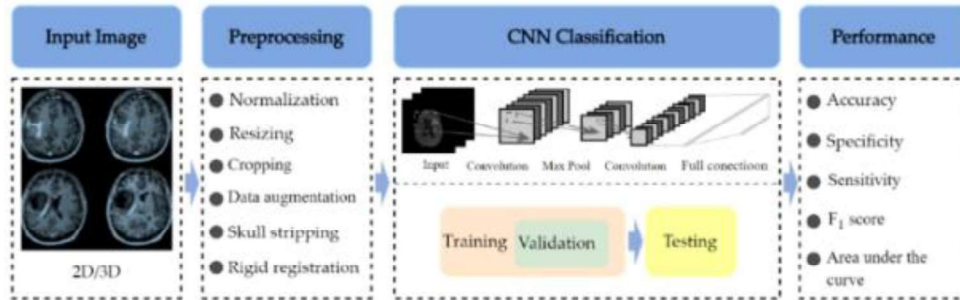 Input Image
Preprocessing
CNN Classification
Performance
2D/3D
Normalization
Resizing
Cropping
Data augmentation
Skull stripping
Rigid registration
Input
Convolution
Max Pool
Convolution
Full conectioon
Training
Validation
Testing
Accuracy
Specificity
Sensitivity
F₁ score
Area under the
curve